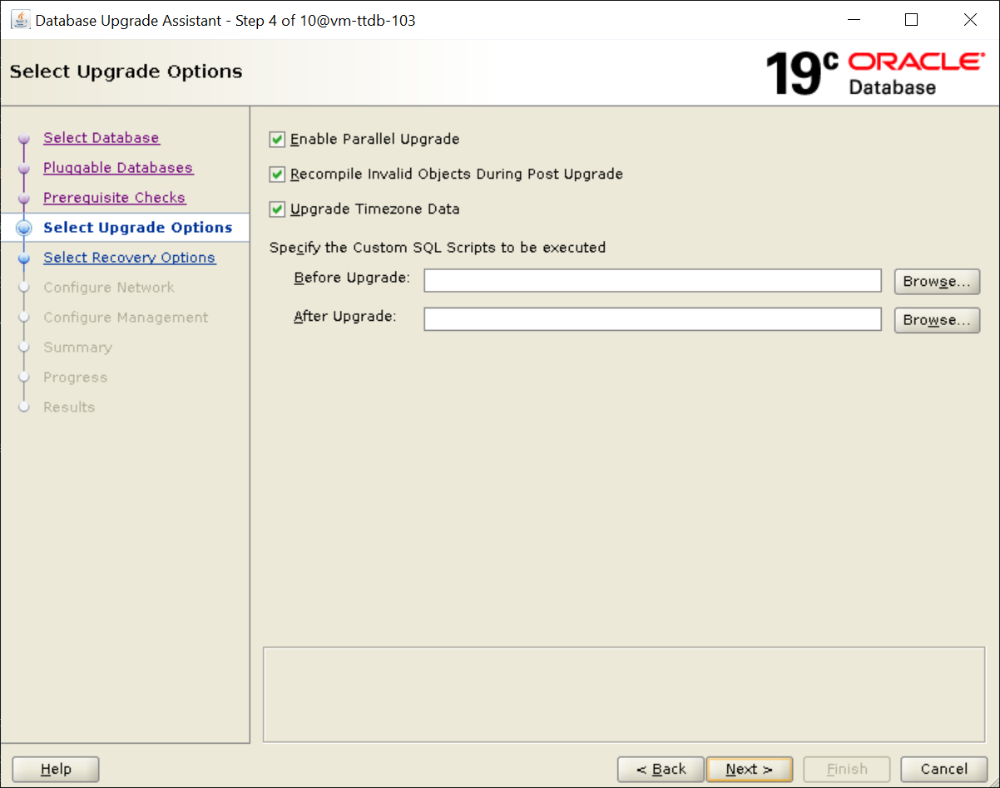 Database Upgrade Assistant - Step 4 of 10@vm-ttdb-103
Select Upgrade Options
19c ORACLE Database
Select Database
Pluggable Databases
Prerequisite Checks
Select Upgrade Options
Select Recovery Options
Configure Network
Configure Management
Summary
Progress
Results
Enable Parallel Upgrade
Recompile Invalid Objects During Post Upgrade
Upgrade Timezone Data
Specify the Custom SQL Scripts to be executed
Before Upgrade: Browse...
After Upgrade: Browse...
Help < Back Next > Finish Cancel